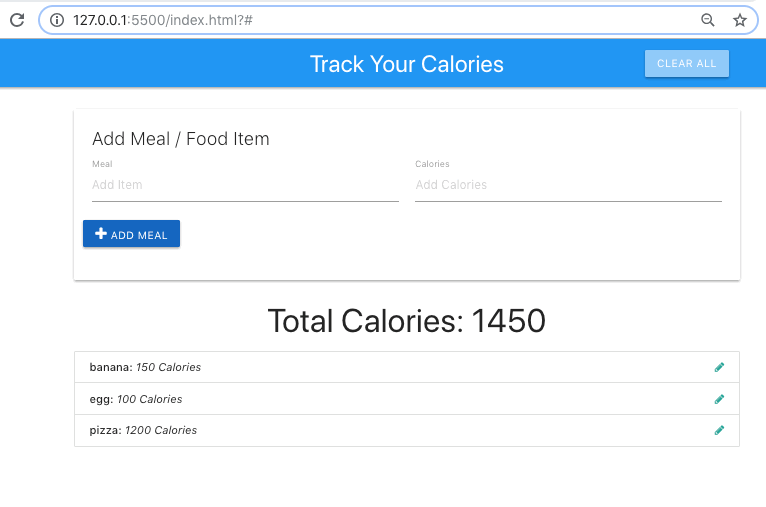 127.0.0.1:5500/index.html?#
Track Your Calories
CLEAR ALL
Add Meal / Food Item
Meal
Calories
Add Item
Add Calories
ADD MEAL
Total Calories: 1450
banana: 150 Calories
egg: 100 Calories
pizza: 1200 Calories